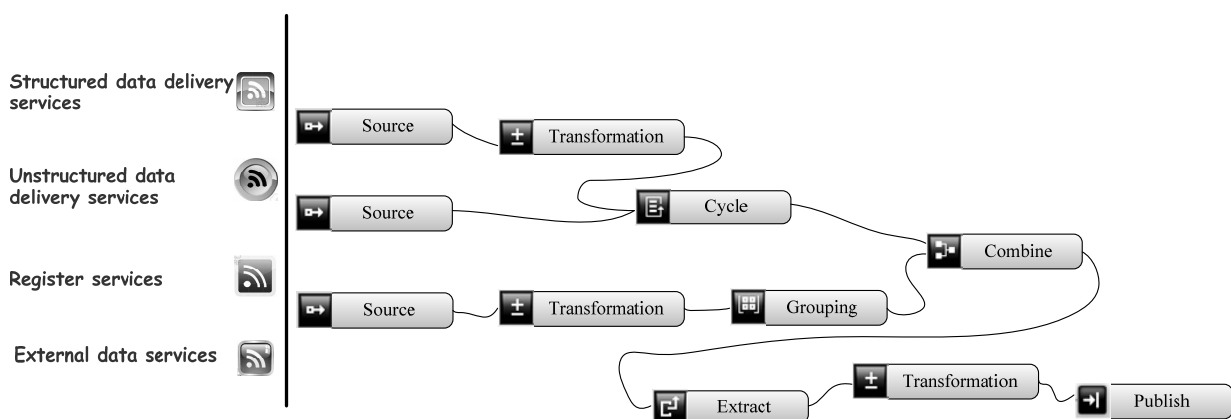 Structured data delivery
services
Unstructured data
delivery services
Register services
External data services
Source
Transformation
Source
Cycle
Combine
Source
Transformation
Grouping
Extract
Transformation
Publish